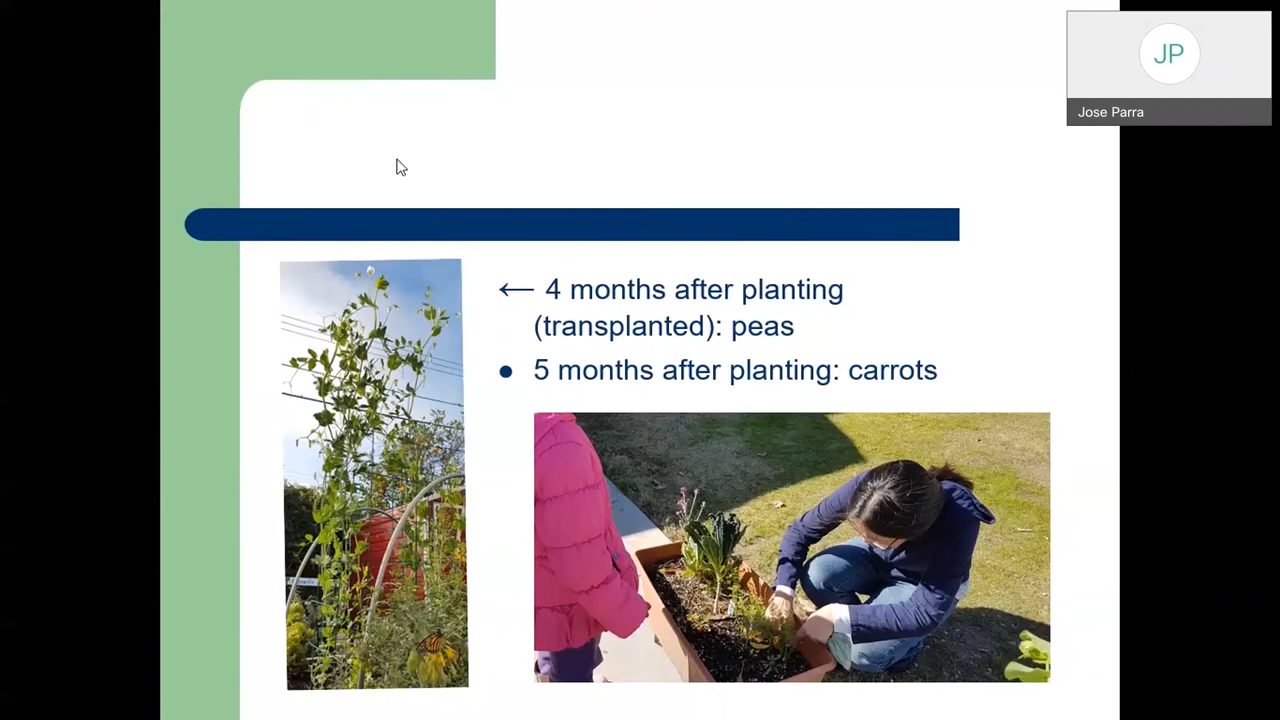 JP
Jose Parra
← 4 months after planting
(transplanted): peas
● 5 months after planting: carrots